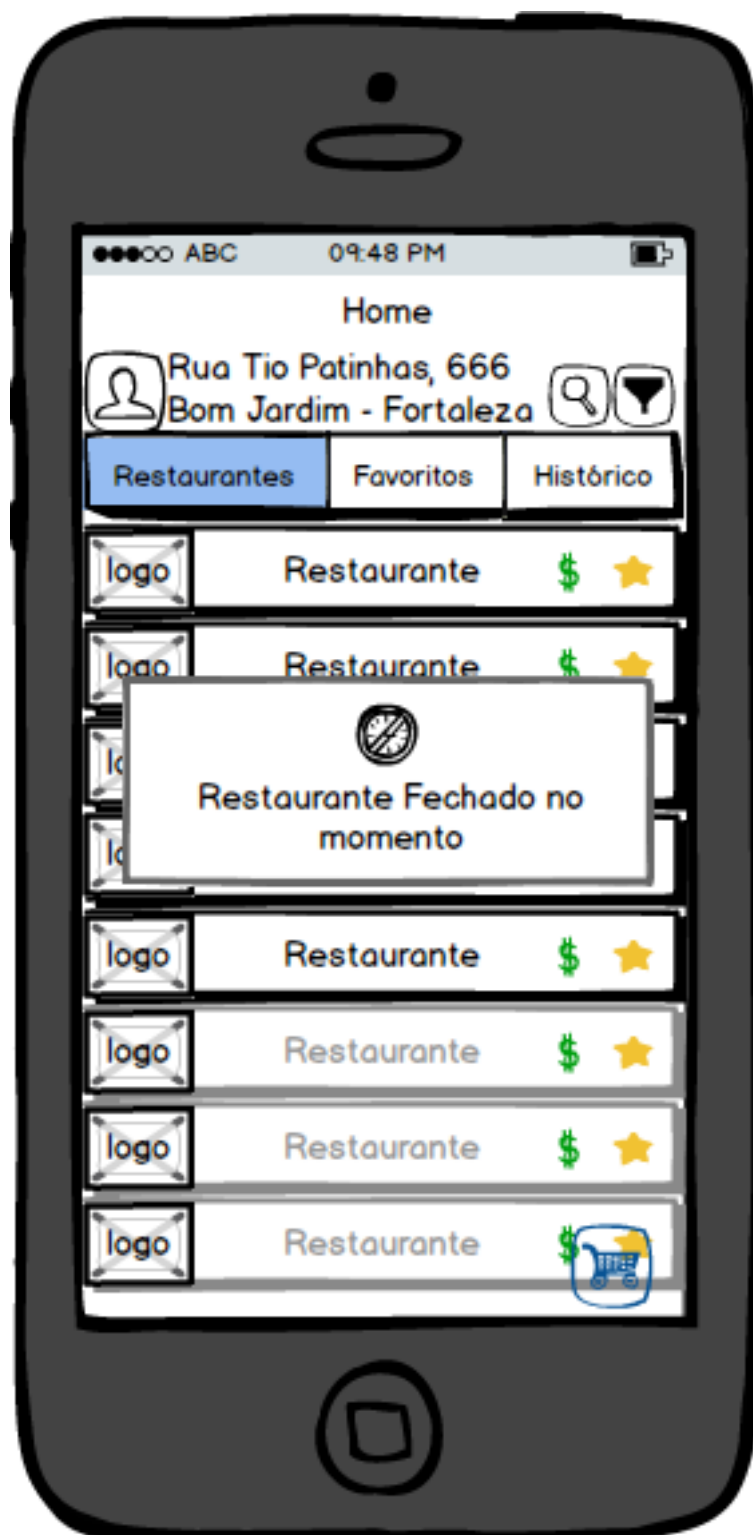 ABC 09:48 PM
Home
Rua Tio Patinhas, 666
Bom Jardim - Fortaleza
Restaurantes Favoritos Histórico
logo Restaurante $
logo Restaurante $
Restaurante Fechado no
momento
logo Restaurante $
logo Restaurante $
logo Restaurante $
logo Restaurante $